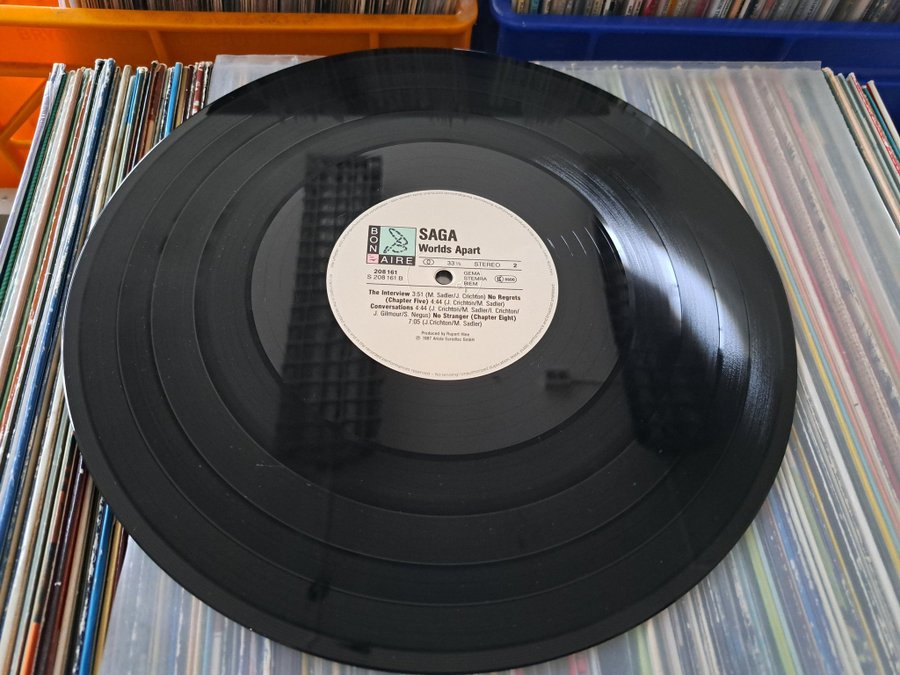 BON
AIRE
SAGA
Worlds Apart
33⅓ STEREO 2
208 161
S 208 161 B
GEMA
STEMRA
BIEM
The Interview 3:51 (M. Sadler/J. Crichton) No Regrets
(Chapter Five) 4:44 (J. Crichton/M. Sadler)
Conversations 4:44 (J. Crichton/M. Sadler/I. Crichton/
J. Gilmour/S. Negus) No Stranger (Chapter Eight)
7:05 (J.Crichton/M. Sadler)
Produced by Rupert Hine